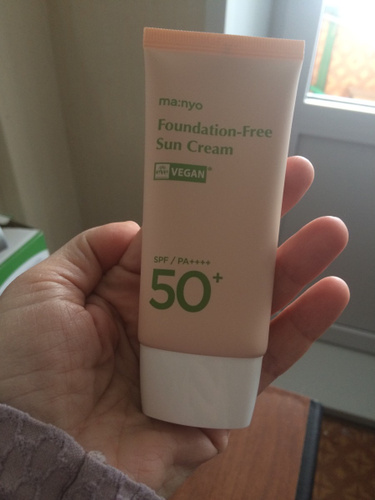 ma:nyo
Foundation-Free
Sun Cream
VEGAN
SPF / PA++++
50+